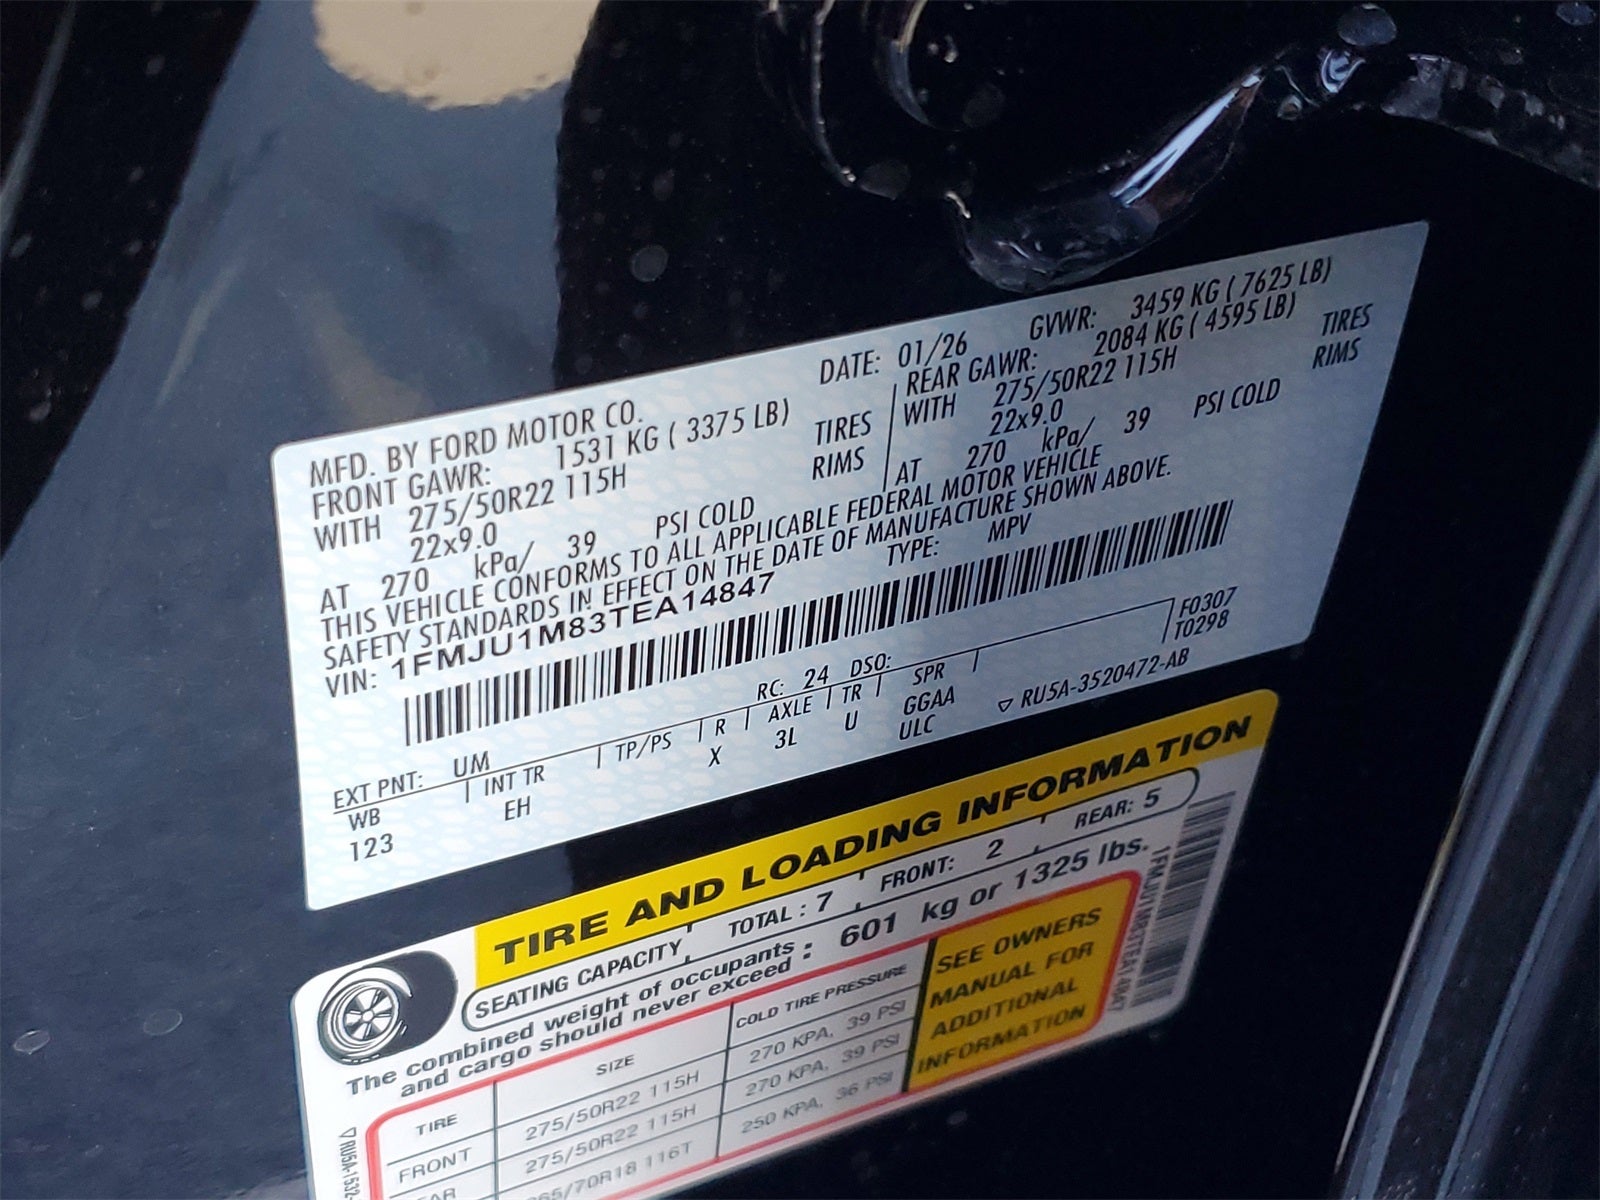 MFD. BY FORD MOTOR CO.
DATE: 01/26 GVWR: 3459 KG ( 7625 LB)
FRONT GAWR: 1531 KG ( 3375 LB)
REAR GAWR: 2084 KG ( 4595 LB)
WITH 275/50R22 115H TIRES
WITH 275/50R22 115H TIRES
22x9.0 RIMS
22x9.0 RIMS
AT 270 kPa/ 39 PSI COLD
AT 270 kPa/ 39 PSI COLD
THIS VEHICLE CONFORMS TO ALL APPLICABLE FEDERAL MOTOR VEHICLE
SAFETY STANDARDS IN EFFECT ON THE DATE OF MANUFACTURE SHOWN ABOVE.
VIN: 1FMJU1M83TEA14847 TYPE: MPV
F0307
T0298
EXT PNT: UM RC: 24 DSO:
WB INT TR TP/PS R AXLE TR SPR
123 EH X 3L U GGAA
ULC
▽ RU5A-3520472-AB
TIRE AND LOADING INFORMATION
SEATING CAPACITY TOTAL : 7 FRONT: 2 REAR: 5
The combined weight of occupants
and cargo should never exceed : 601 kg or 1325 lbs.
TIRE SIZE COLD TIRE PRESSURE
FRONT 275/50R22 115H 270 KPA, 39 PSI
275/50R22 115H 270 KPA, 39 PSI
70R18 116T 250 KPA, 36 PSI
SEE OWNERS
MANUAL FOR
ADDITIONAL
INFORMATION
1FMJU1M83TEA14847
▽RU5A-1532-